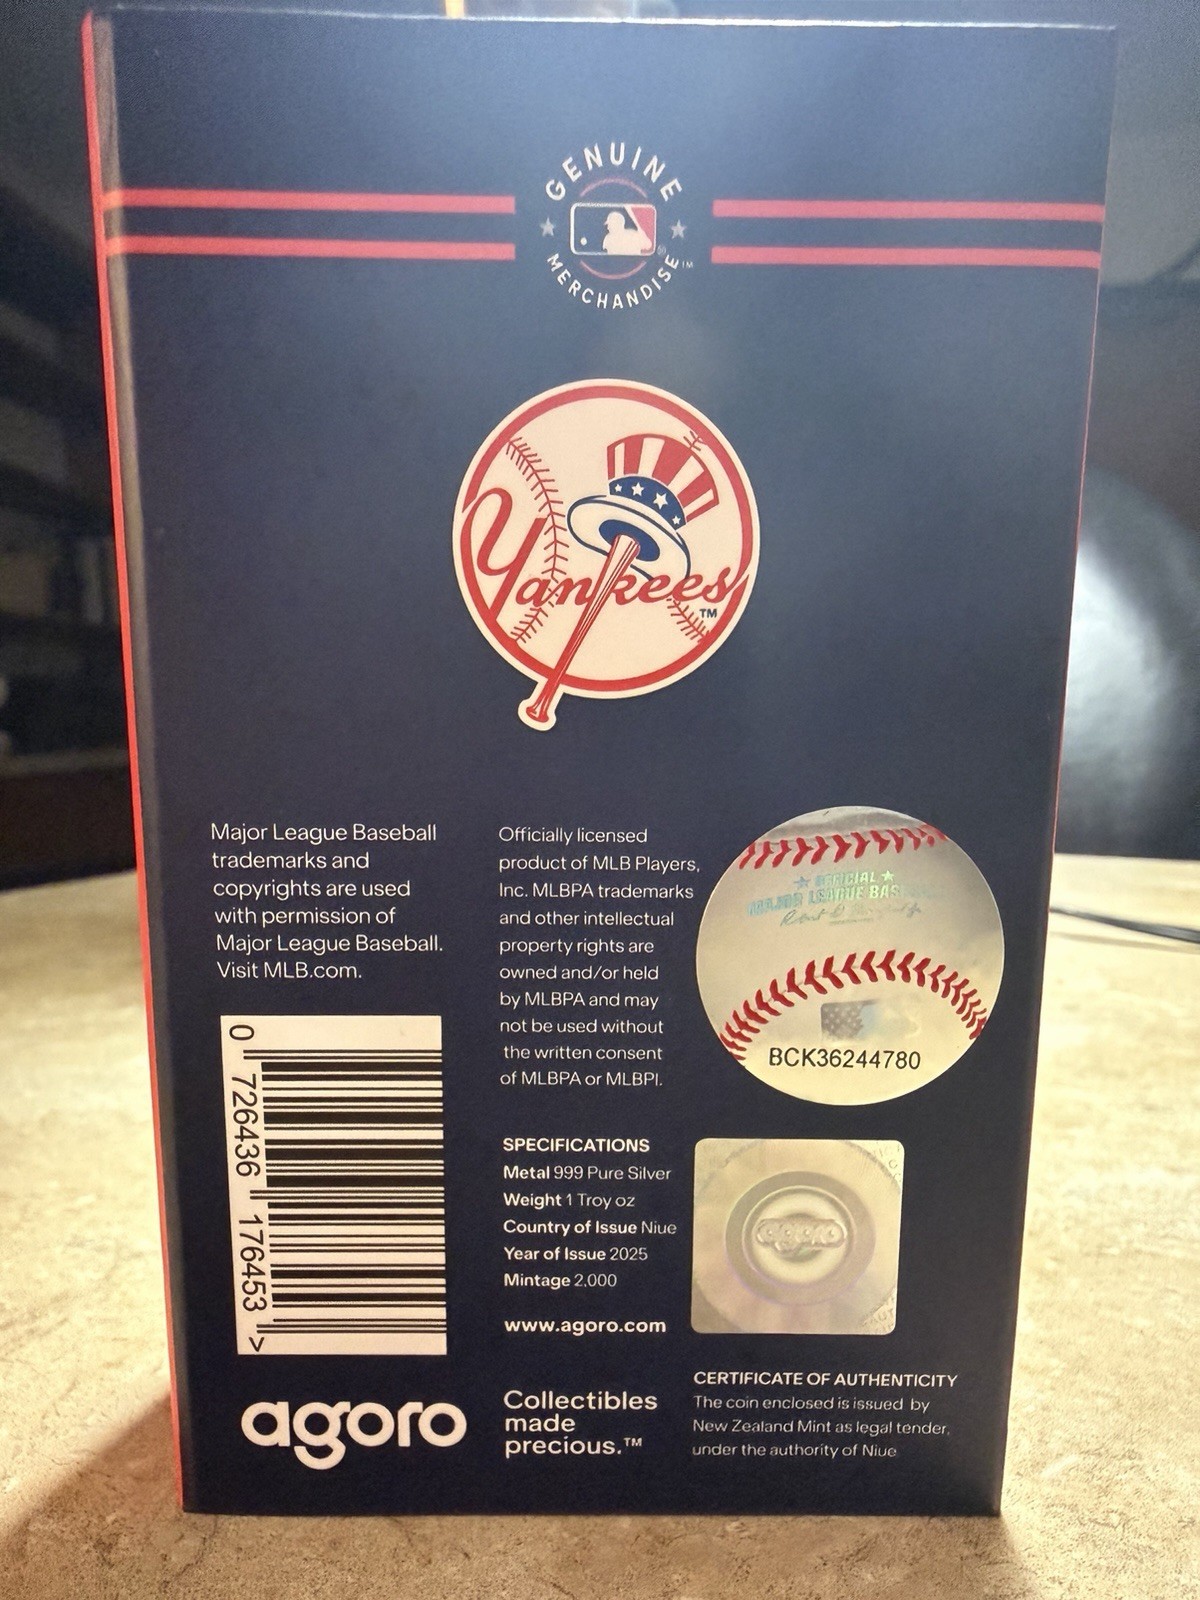 GENUINE
MERCHANDISE™
Yankees™
Major League Baseball
trademarks and
copyrights are used
with permission of
Major League Baseball.
Visit MLB.com.
0 726436 176453 >
agoro
Officially licensed
product of MLB Players,
Inc. MLBPA trademarks
and other intellectual
property rights are
owned and/or held
by MLBPA and may
not be used without
the written consent
of MLBPA or MLBPI.
SPECIFICATIONS
Metal 999 Pure Silver
Weight 1 Troy oz
Country of Issue Niue
Year of Issue 2025
Mintage 2,000
www.agoro.com
Collectibles
made
precious.™
OFFICIAL
MAJOR LEAGUE
BCK36244780
agoro
CERTIFICATE OF AUTHENTICITY
The coin enclosed is issued by
New Zealand Mint as legal tender,
under the authority of Niue